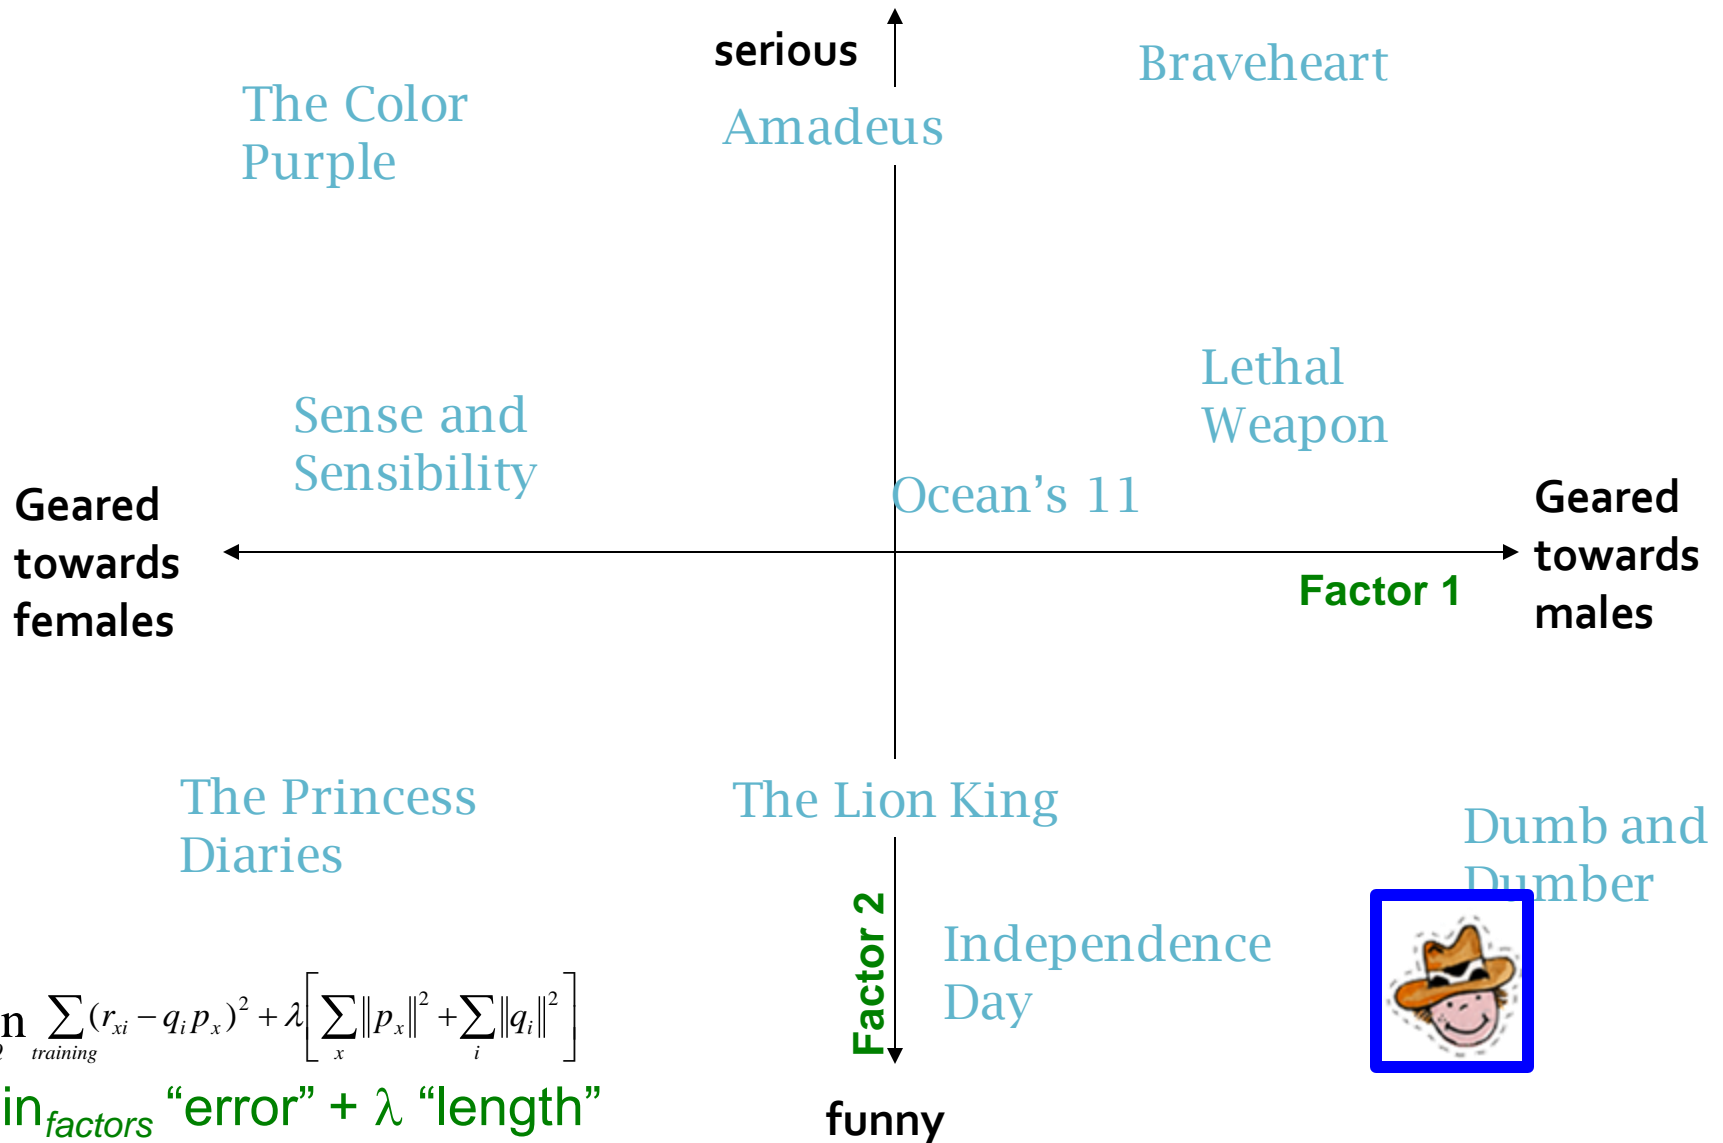 serious
Braveheart
The Color
Purple
Amadeus
Lethal
Weapon
Sense and
Sensibility
Ocean's 11
Geared
towards
females
Geared
towards
males
Factor 1
The Princess
Diaries
The Lion King
Dumb and
Dumber
Factor 2
Independence
Day
n ∑training (r_xi − q_i p_x)² + λ[∑x ‖p_x‖² + ∑i ‖q_i‖²]
in factors “error” + λ “length”
funny